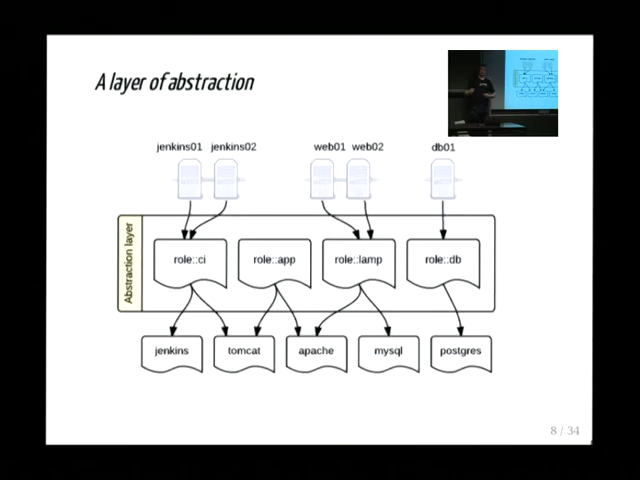 A layer of abstraction
jenkins01 jenkins02 web01 web02 db01
Abstraction layer
role::ci role::app role::lamp role::db
jenkins tomcat apache mysql postgres
8 / 34